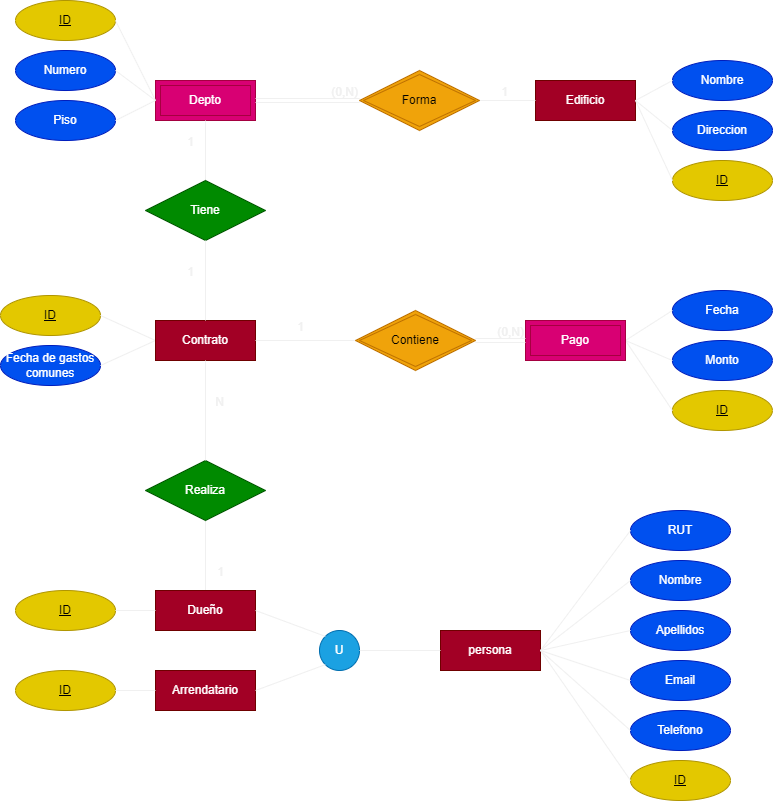 ID
Numero
Piso
Depto
(0,N)
Forma
1
Edificio
Nombre
Direccion
ID
1
Tiene
1
ID
Fecha de gastos
comunes
Contrato
1
Contiene
(0,N)
Pago
Fecha
Monto
ID
N
Realiza
1
ID
Dueño
ID
Arrendatario
U
persona
RUT
Nombre
Apellidos
Email
Telefono
ID